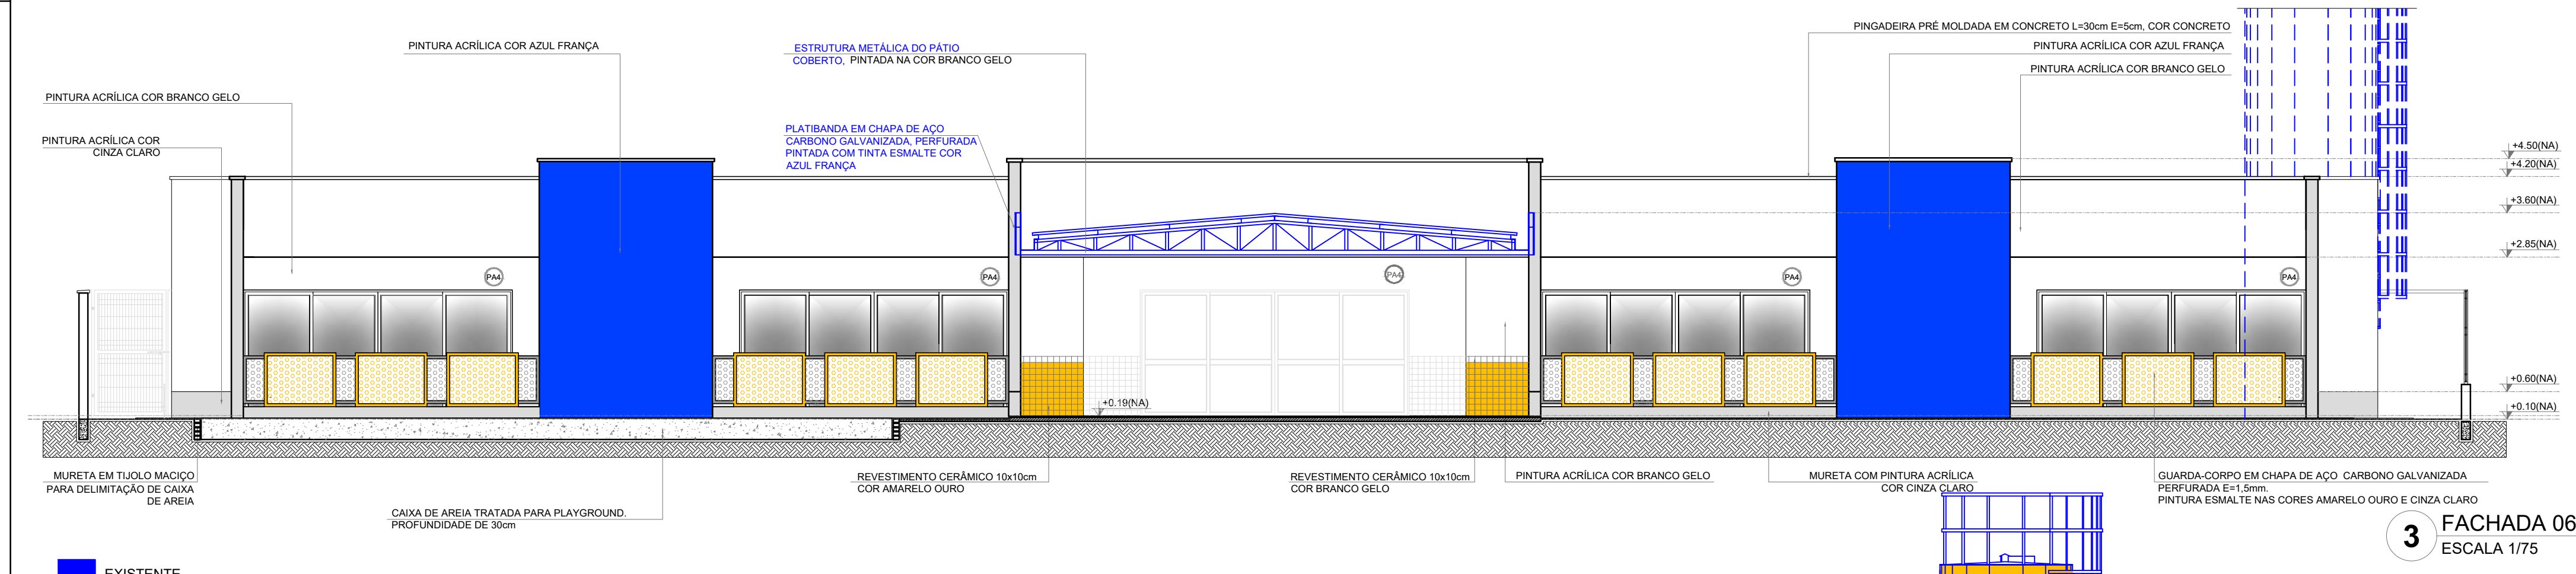 PINTURA ACRÍLICA COR AZUL FRANÇA
ESTRUTURA METÁLICA DO PÁTIO
COBERTO, PINTADA NA COR BRANCO GELO
PINGADEIRA PRÉ MOLDADA EM CONCRETO L=30cm E=5cm, COR CONCRETO
PINTURA ACRÍLICA COR AZUL FRANÇA
PINTURA ACRÍLICA COR BRANCO GELO
PINTURA ACRÍLICA COR BRANCO GELO
PINTURA ACRÍLICA COR
CINZA CLARO
PLATIBANDA EM CHAPA DE AÇO
CARBONO GALVANIZADA, PERFURADA
PINTADA COM TINTA ESMALTE COR
AZUL FRANÇA
+4.50(NA)
+4.20(NA)
+3.60(NA)
+2.85(NA)
PA4
PA4
PA4
PA4
PA4
+0.60(NA)
+0.19(NA)
+0.10(NA)
MURETA EM TIJOLO MACIÇO
PARA DELIMITAÇÃO DE CAIXA
DE AREIA
CAIXA DE AREIA TRATADA PARA PLAYGROUND.
PROFUNDIDADE DE 30cm
REVESTIMENTO CERÂMICO 10x10cm
COR AMARELO OURO
REVESTIMENTO CERÂMICO 10x10cm
COR BRANCO GELO
PINTURA ACRÍLICA COR BRANCO GELO
MURETA COM PINTURA ACRÍLICA
COR CINZA CLARO
GUARDA-CORPO EM CHAPA DE AÇO CARBONO GALVANIZADA
PERFURADA E=1,5mm.
PINTURA ESMALTE NAS CORES AMARELO OURO E CINZA CLARO
3 FACHADA 06
ESCALA 1/75
EXISTENTE